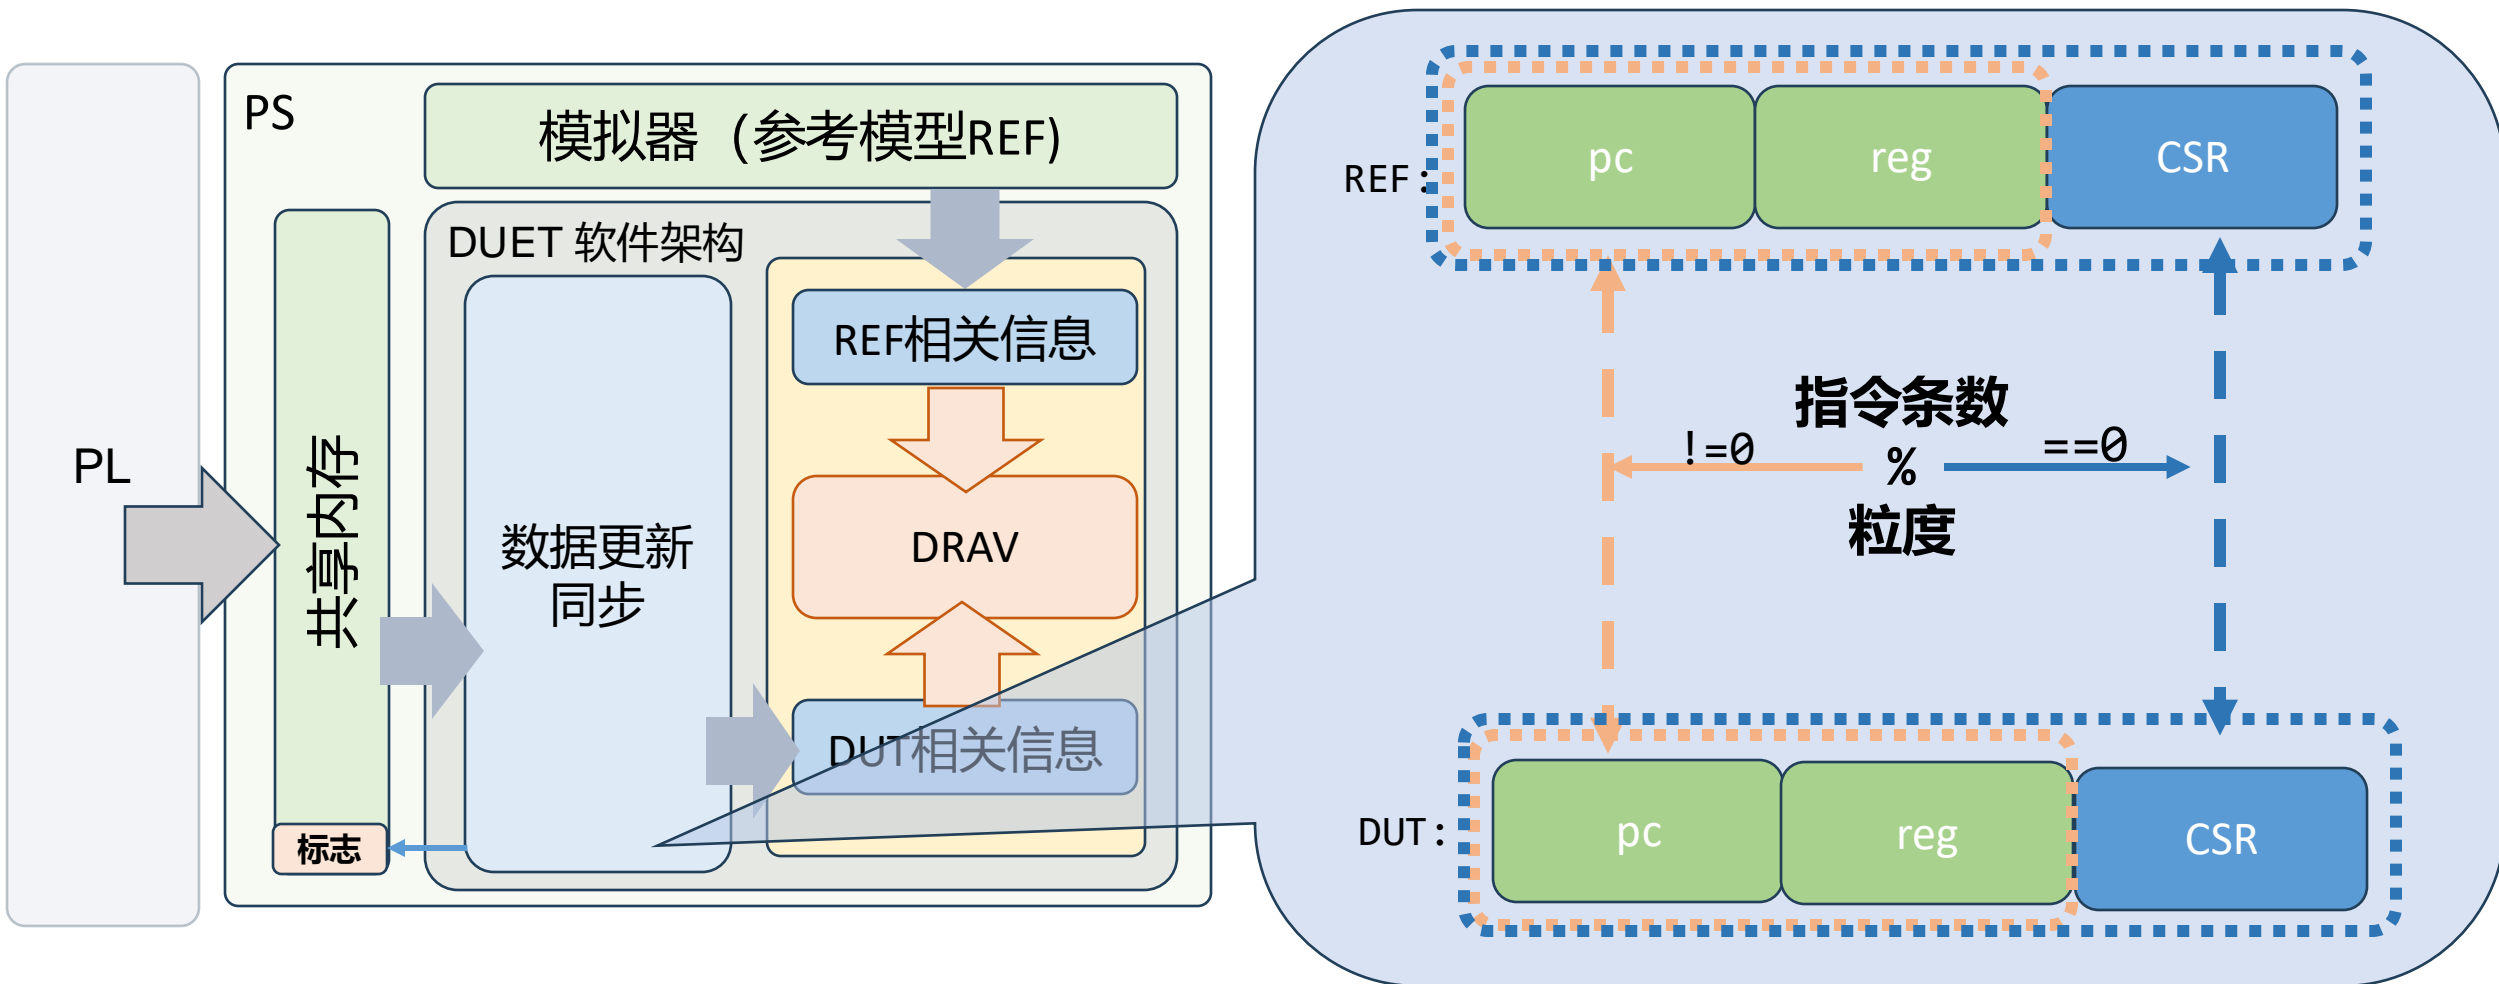 PL
PS
模拟器（参考模型REF)
共享内存
标志
DUET 软件架构
数据更新
同步
REF相关信息
DRAV
DUT相关信息
REF:
pc
reg
CSR
指令条数
%
粒度
!=0
==0
DUT:
pc
reg
CSR